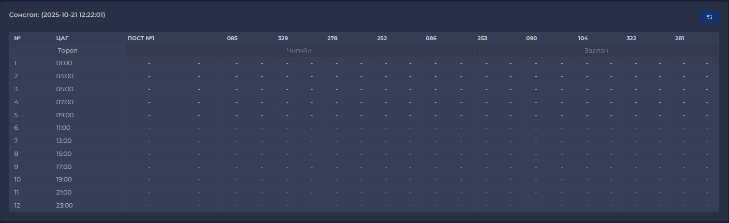 Сонсгол: (2025-10-21 12:22:01)
№ ЦАГ ПОСТ №1 085 329 278 252 086 253 090 104 322 281
Төрөл Чигийн Зарлан
1 01:00 - - - - - - - - - - - - - - - - - - - - - -
2 03:00 - - - - - - - - - - - - - - - - - - - - - -
3 05:00 - - - - - - - - - - - - - - - - - - - - - -
4 07:00 - - - - - - - - - - - - - - - - - - - - - -
5 09:00 - - - - - - - - - - - - - - - - - - - - - -
6 11:00 - - - - - - - - - - - - - - - - - - - - - -
7 13:00 - - - - - - - - - - - - - - - - - - - - - -
8 15:00 - - - - - - - - - - - - - - - - - - - - - -
9 17:00 - - - - - - - - - - - - - - - - - - - - - -
10 19:00 - - - - - - - - - - - - - - - - - - - - - -
11 21:00 - - - - - - - - - - - - - - - - - - - - - -
12 23:00 - - - - - - - - - - - - - - - - - - - - - -